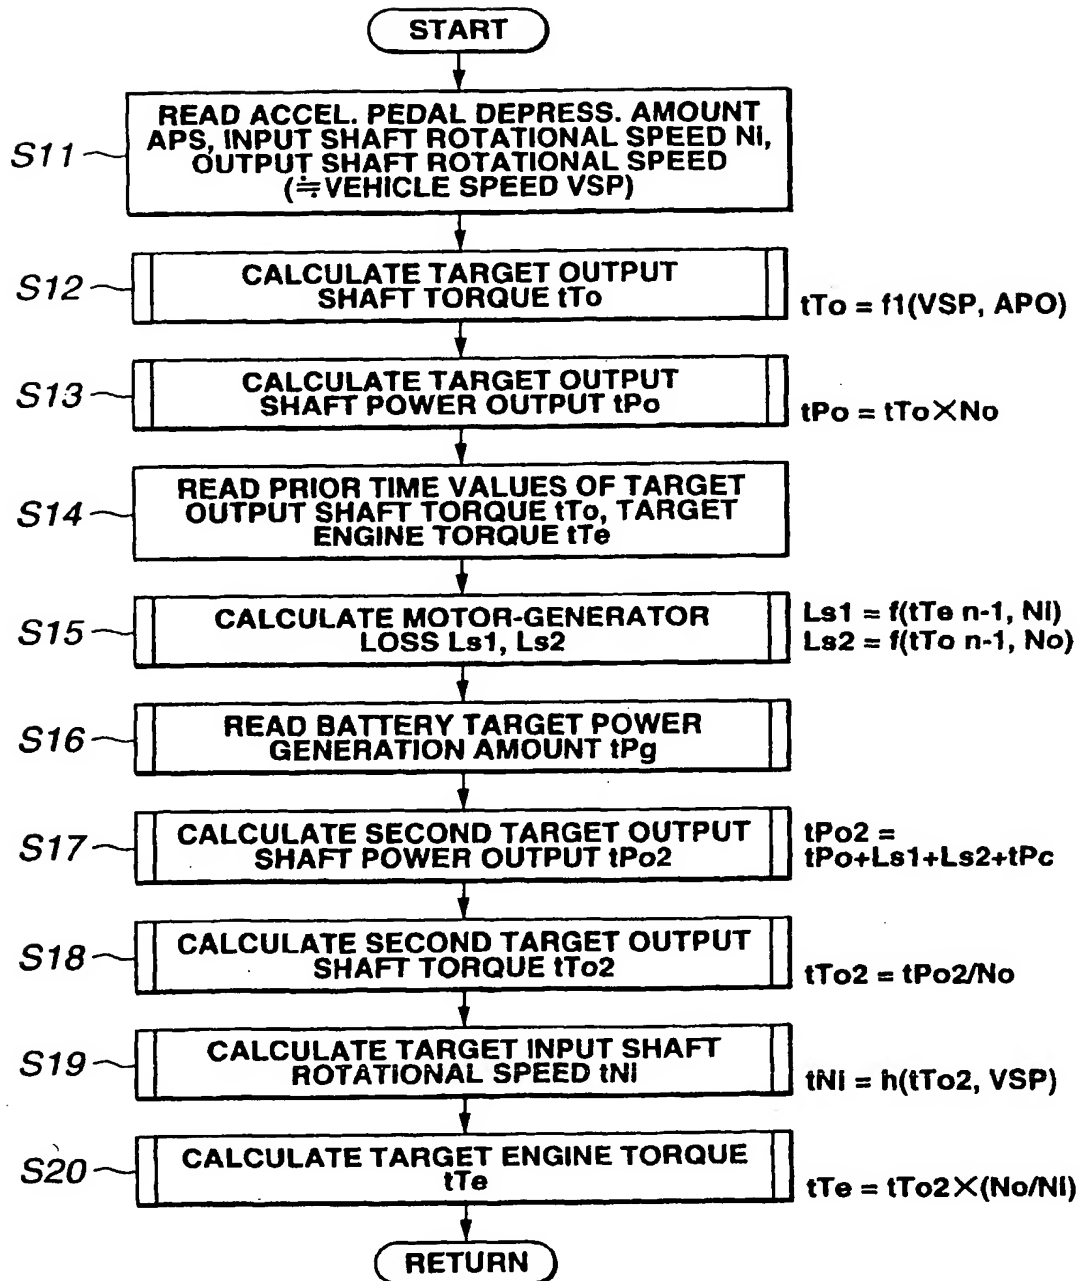 START
S11
READ ACCEL. PEDAL DEPRESS. AMOUNT
APS, INPUT SHAFT ROTATIONAL SPEED Ni,
OUTPUT SHAFT ROTATIONAL SPEED
(≒VEHICLE SPEED VSP)
S12
CALCULATE TARGET OUTPUT
SHAFT TORQUE tTo
tTo = f1(VSP, APO)
S13
CALCULATE TARGET OUTPUT
SHAFT POWER OUTPUT tPo
tPo = tTo×No
S14
READ PRIOR TIME VALUES OF TARGET
OUTPUT SHAFT TORQUE tTo, TARGET
ENGINE TORQUE tTe
S15
CALCULATE MOTOR-GENERATOR
LOSS Ls1, Ls2
Ls1 = f(tTe n-1, Ni)
Ls2 = f(tTo n-1, No)
S16
READ BATTERY TARGET POWER
GENERATION AMOUNT tPg
S17
CALCULATE SECOND TARGET OUTPUT
SHAFT POWER OUTPUT tPo2
tPo2 =
tPo+Ls1+Ls2+tPc
S18
CALCULATE SECOND TARGET OUTPUT
SHAFT TORQUE tTo2
tTo2 = tPo2/No
S19
CALCULATE TARGET INPUT SHAFT
ROTATIONAL SPEED tNi
tNi = h(tTo2, VSP)
S20
CALCULATE TARGET ENGINE TORQUE
tTe
tTe = tTo2×(No/Ni)
RETURN